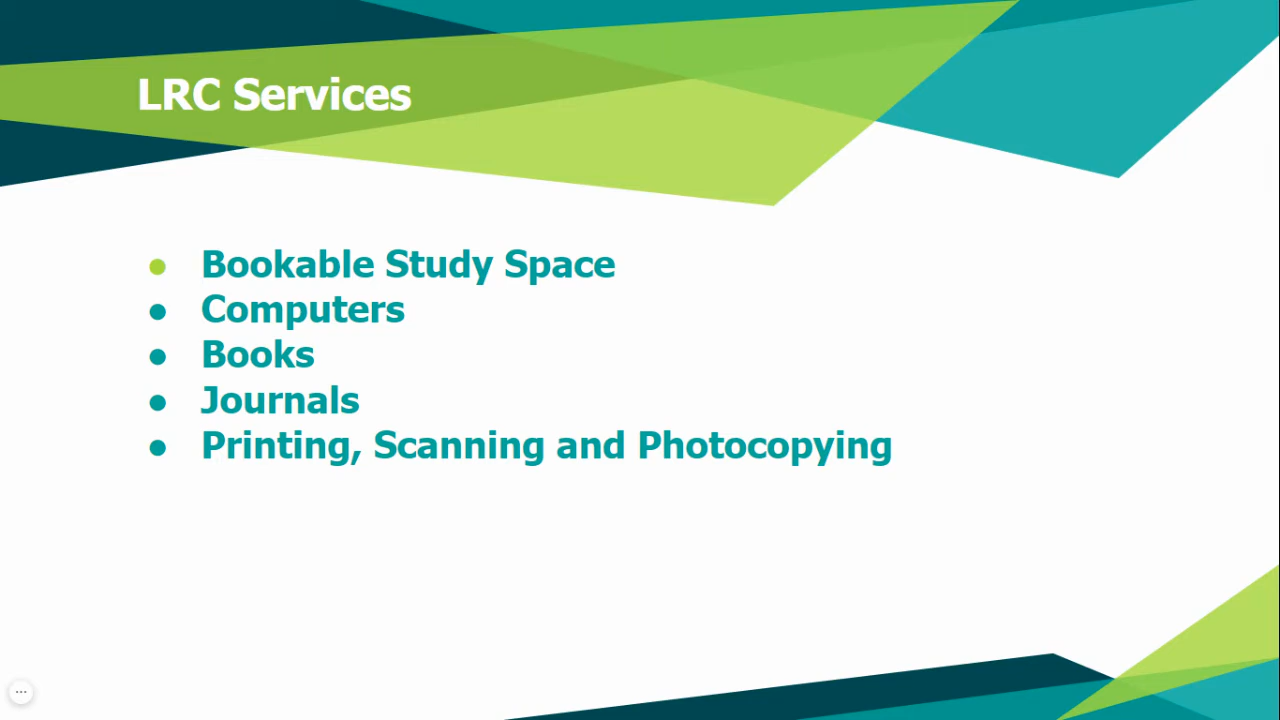 LRC Services
● Bookable Study Space
● Computers
● Books
● Journals
● Printing, Scanning and Photocopying